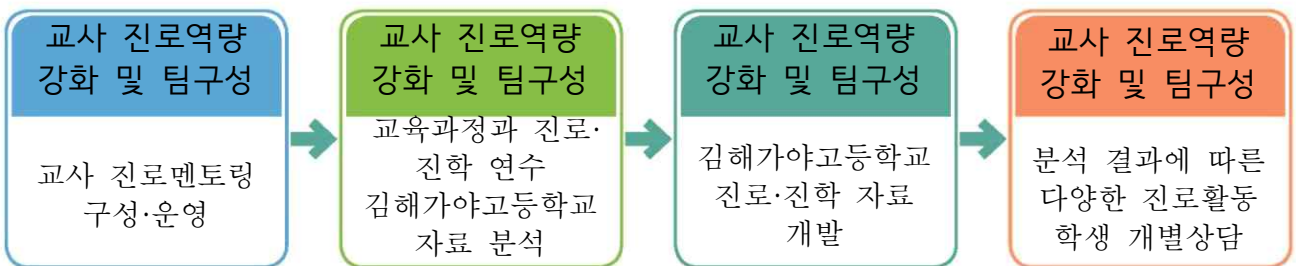 교사 진로역량
강화 및 팀구성
교사 진로멘토링
구성·운영
교사 진로역량
강화 및 팀구성
교육과정과 진로·
진학 연수
김해가야고등학교
자료 분석
교사 진로역량
강화 및 팀구성
김해가야고등학교
진로·진학 자료
개발
교사 진로역량
강화 및 팀구성
분석 결과에 따른
다양한 진로활동
학생 개별상담